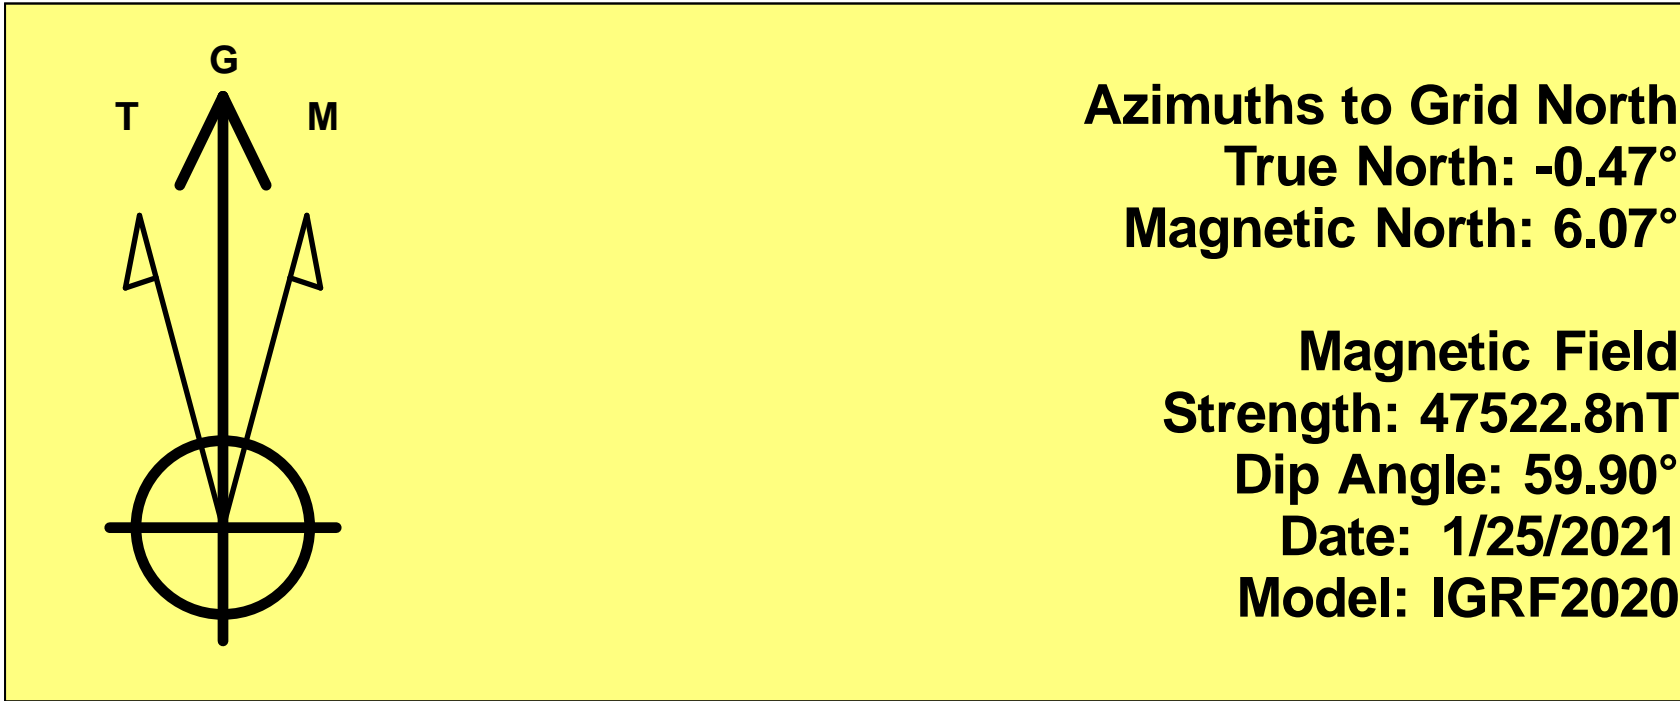 G
T
M
Azimuths to Grid North
True North: -0.47°
Magnetic North: 6.07°
Magnetic Field
Strength: 47522.8nT
Dip Angle: 59.90°
Date: 1/25/2021
Model: IGRF2020